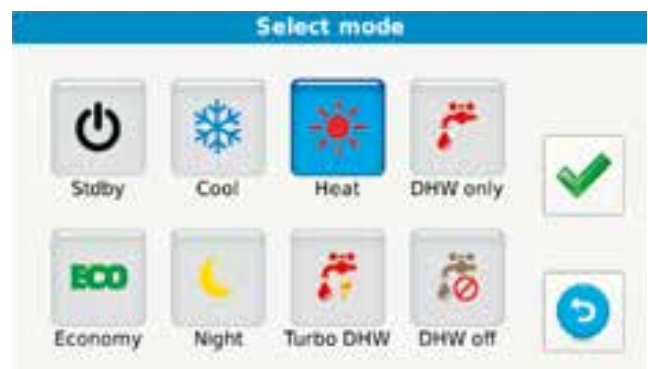 Select mode
Stdby Cool Heat DHW only
ECO
Economy Night Turbo DHW DHW off